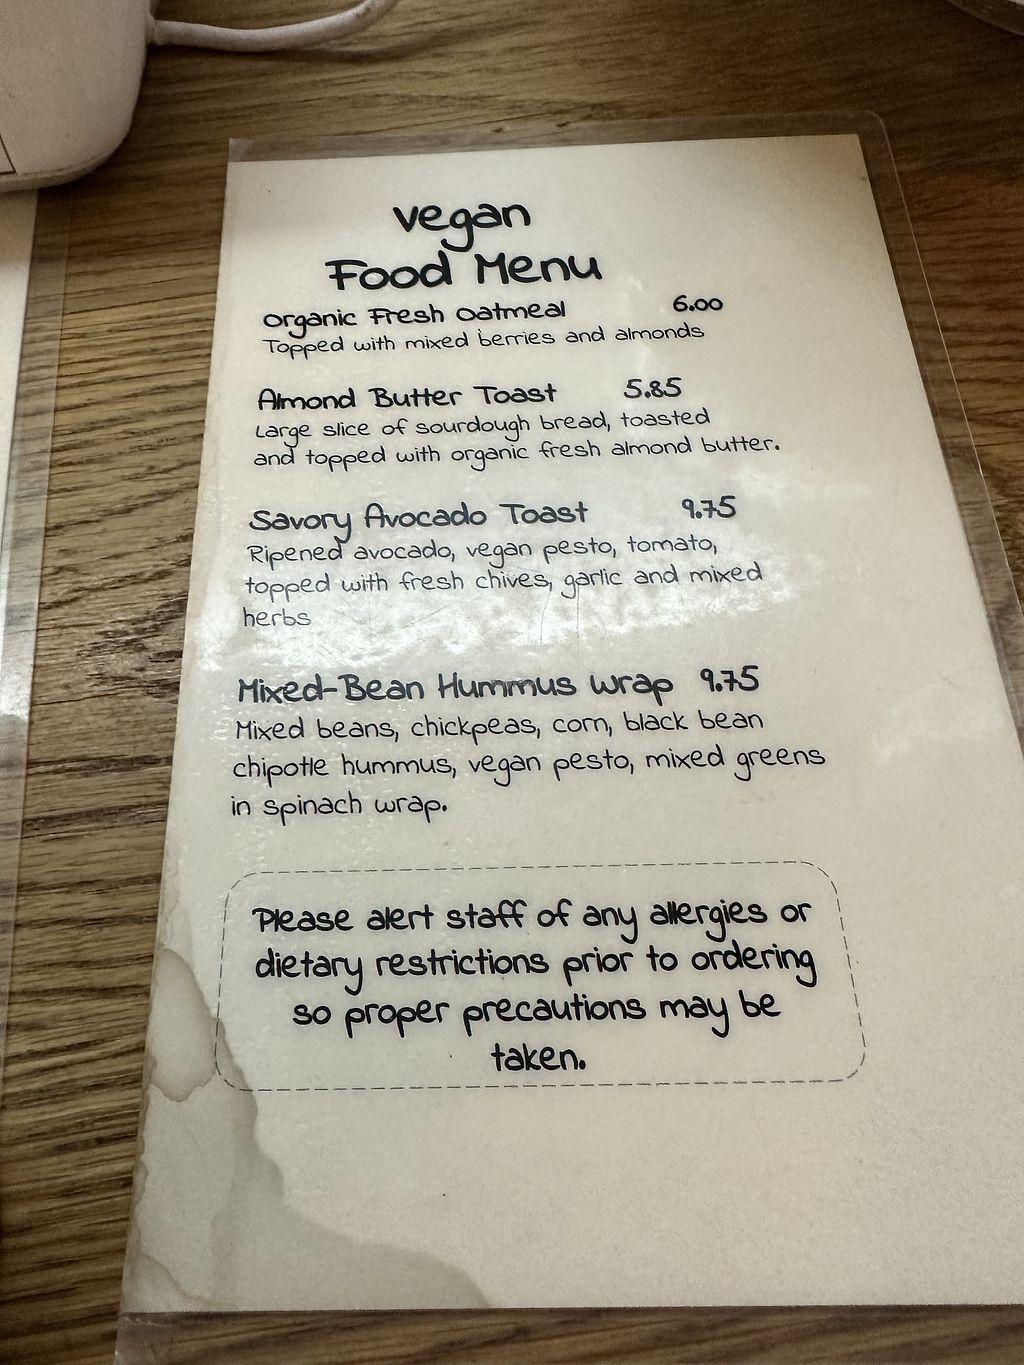 vegan
Food Menu
Organic Fresh Oatmeal 6.00
Topped with mixed berries and almonds
Almond Butter Toast 5.85
Large slice of sourdough bread, toasted
and topped with organic fresh almond butter.
Savory Avocado Toast 9.75
Ripened avocado, vegan pesto, tomato,
topped with fresh chives, garlic and mixed
herbs
Mixed-Bean Hummus wrap 9.75
Mixed beans, chickpeas, corn, black bean
chipotle hummus, vegan pesto, mixed greens
in spinach wrap.
Please alert staff of any allergies or
dietary restrictions prior to ordering
so proper precautions may be
taken.